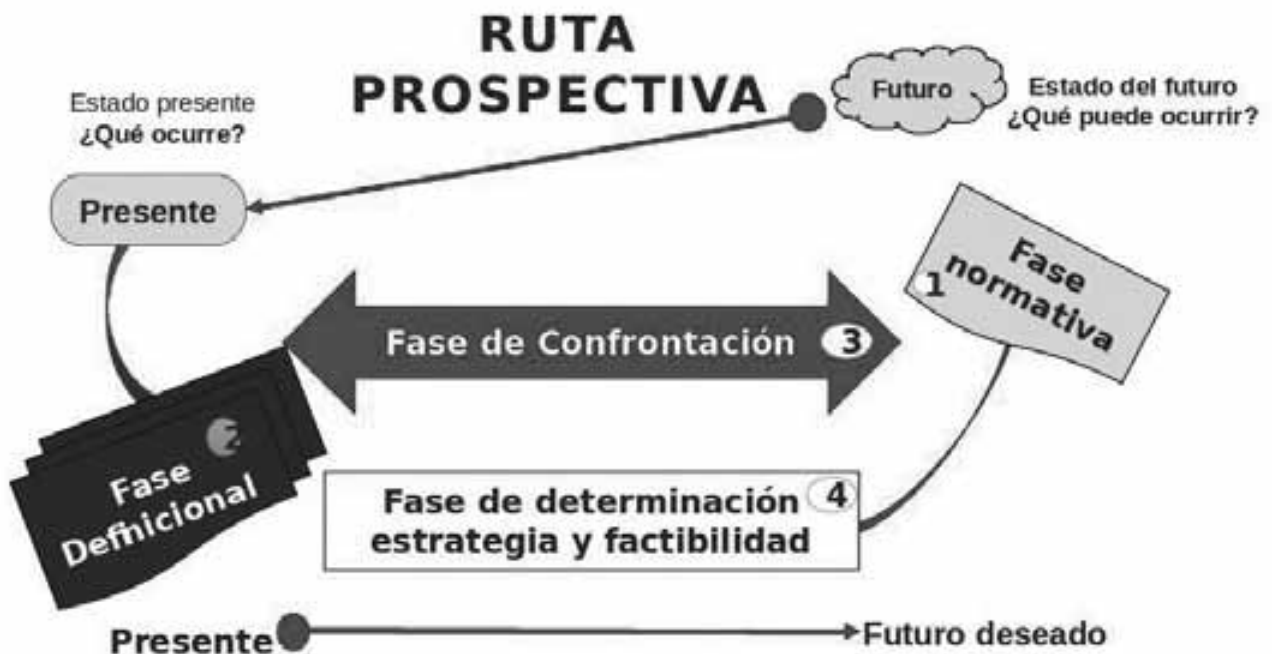 RUTA
PROSPECTIVA
Estado presente
¿Qué ocurre?
Futuro
Estado del futuro
¿Qué puede ocurrir?
Presente
Fase
normativa
1
Fase de Confrontación 3
2
Fase
Definicional
Fase de determinación 4
estrategia y factibilidad
Presente
Futuro deseado